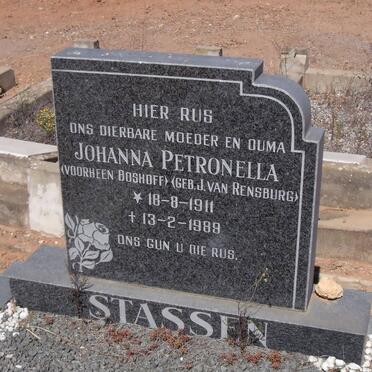 HIER RUS
ONS DIERBARE MOEDER EN OUMA
JOHANNA PETRONELLA
(VOORHEEN BOSHOFF) (GEB. J. VAN RENSBURG)
* 18-8-1911
† 13-2-1989
ONS GUN U DIE RUS.
STASSEN